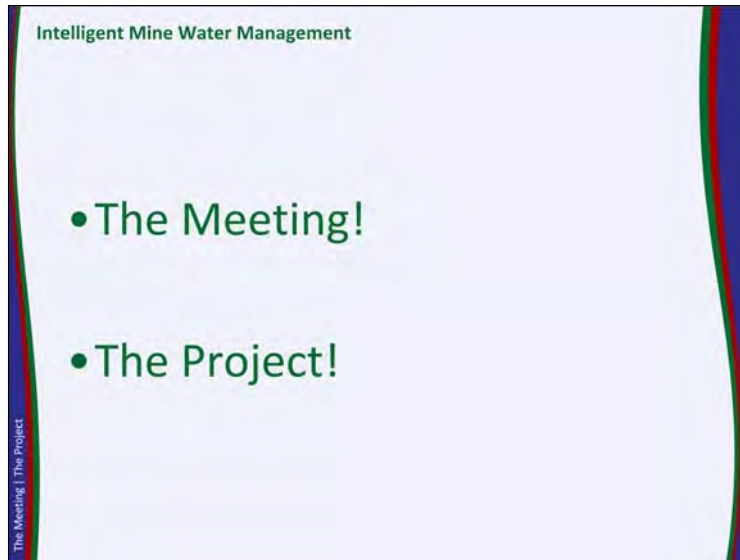 Intelligent Mine Water Management
•The Meeting!
•The Project!
The Meeting | The Project